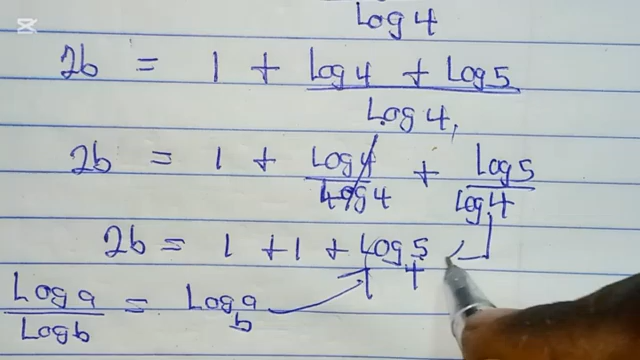 log 4
2b = 1 + log 4 + log 5
log 4
2b = 1 + log 4 + log 5
log 4 log 4
2b = 1 + 1 + log 5
4
log a = log a
log q q